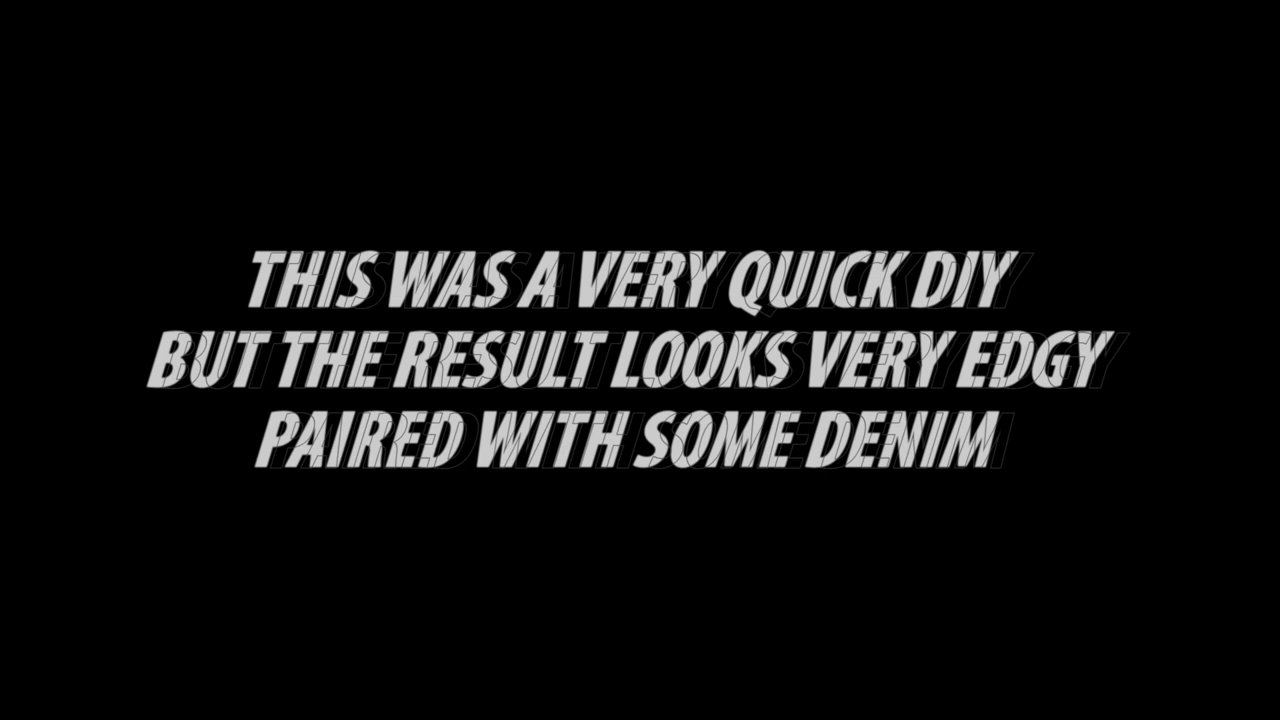 THIS WAS A VERY QUICK DIY
BUT THE RESULT LOOKS VERY EDGY
PAIRED WITH SOME DENIM